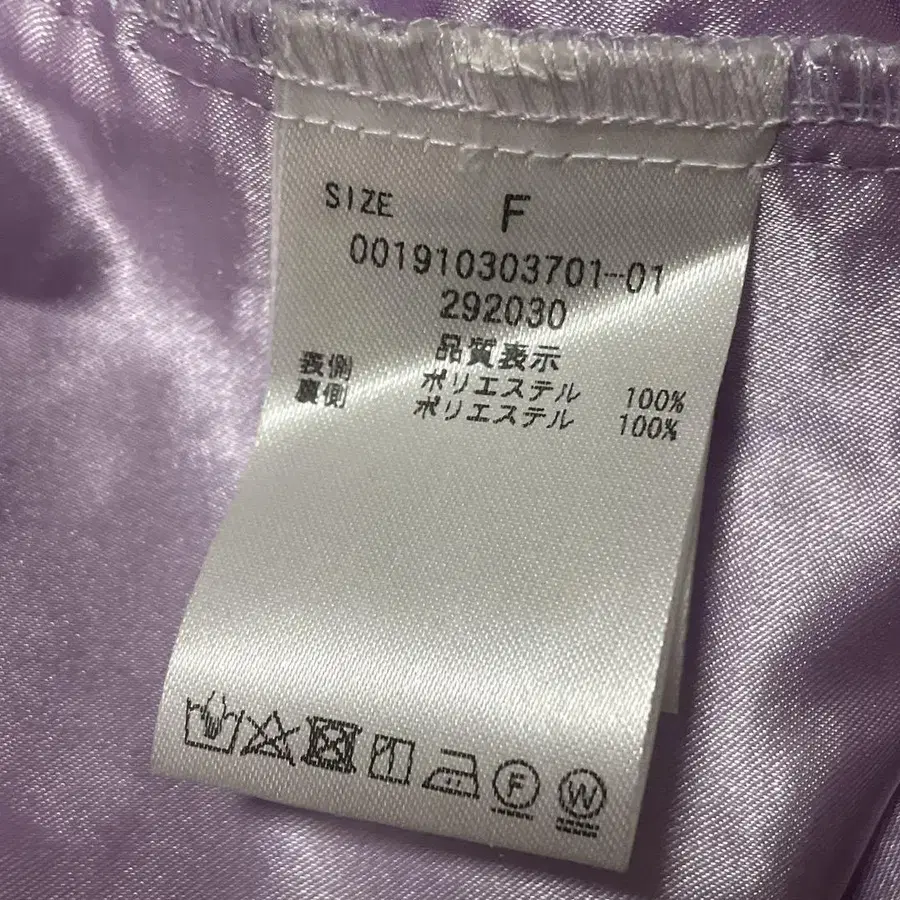 SIZE F
001910303701--01
292030
品質表示
表側 ポリエステル 100%
裏側 ポリエステル 100%
F W